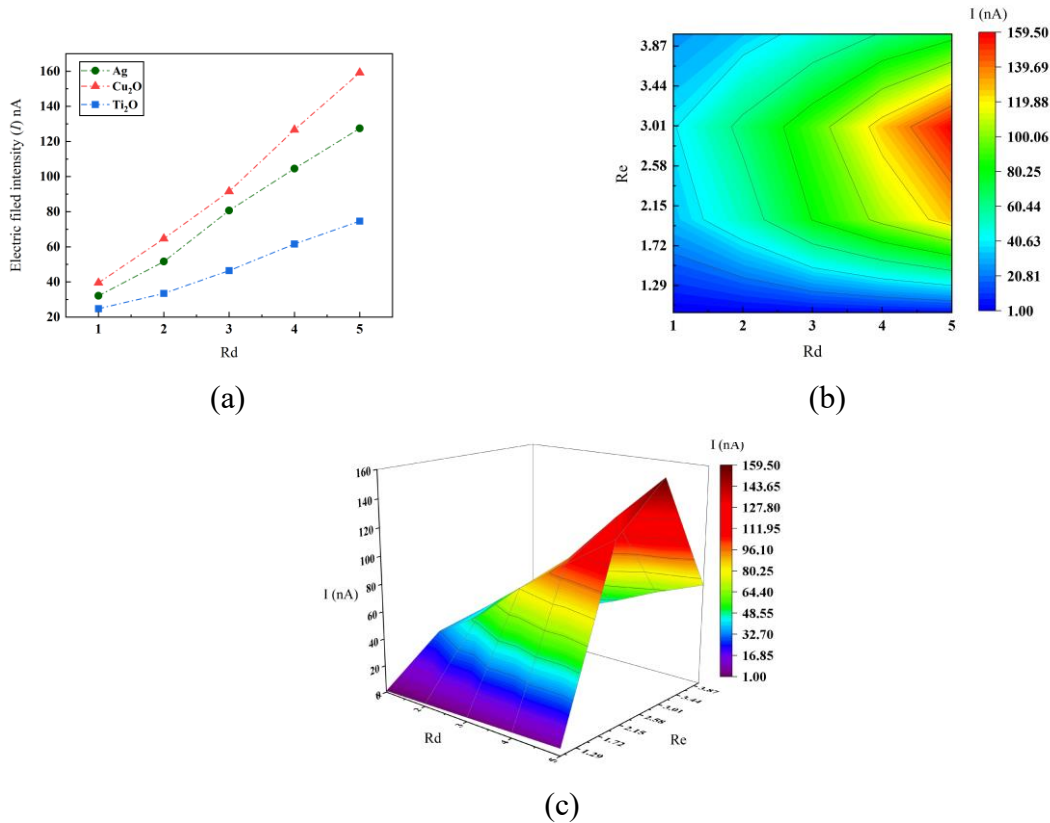 Electric filed intensity (I) nA
160
140
120
100
80
60
40
20
Ag
Cu₂O
Ti₂O
1 2 3 4 5
Rd
(a)
Re
3.87
3.44
3.01
2.58
2.15
1.72
1.29
1 2 3 4 5
Rd
I (nA)
159.50
139.69
119.88
100.06
80.25
60.44
40.63
20.81
1.00
(b)
I (nA)
160
140
120
100
80
60
40
20
0
2 3 4 5
Rd
1.29
1.72
2.15
2.58
3.01
3.44
3.87
Re
I (nA)
159.50
143.65
127.80
111.95
96.10
80.25
64.40
48.55
32.70
16.85
1.00
(c)